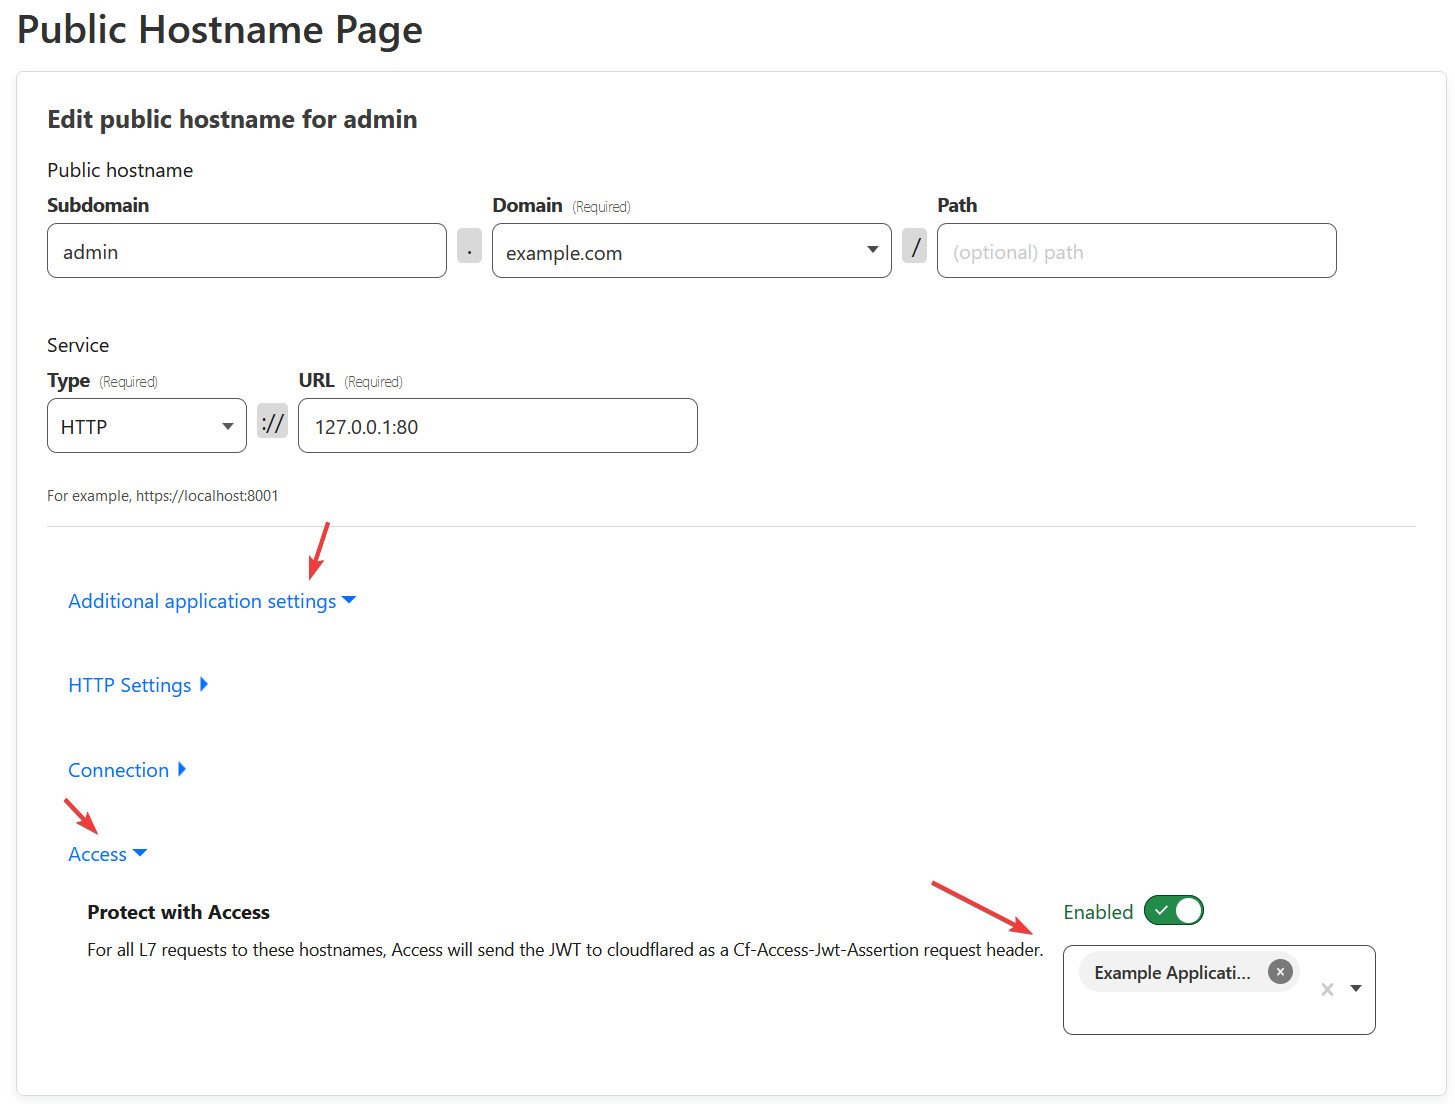 Public Hostname Page
Edit public hostname for admin
Public hostname
Subdomain
Domain (Required)
Path
admin
.
example.com
/
(optional) path
Service
Type (Required)
URL (Required)
HTTP
://
127.0.0.1:80
For example, https://localhost:8001
Additional application settings
HTTP Settings
Connection
Access
Protect with Access
Enabled
For all L7 requests to these hostnames, Access will send the JWT to cloudflared as a Cf-Access-Jwt-Assertion request header.
Example Applicati...